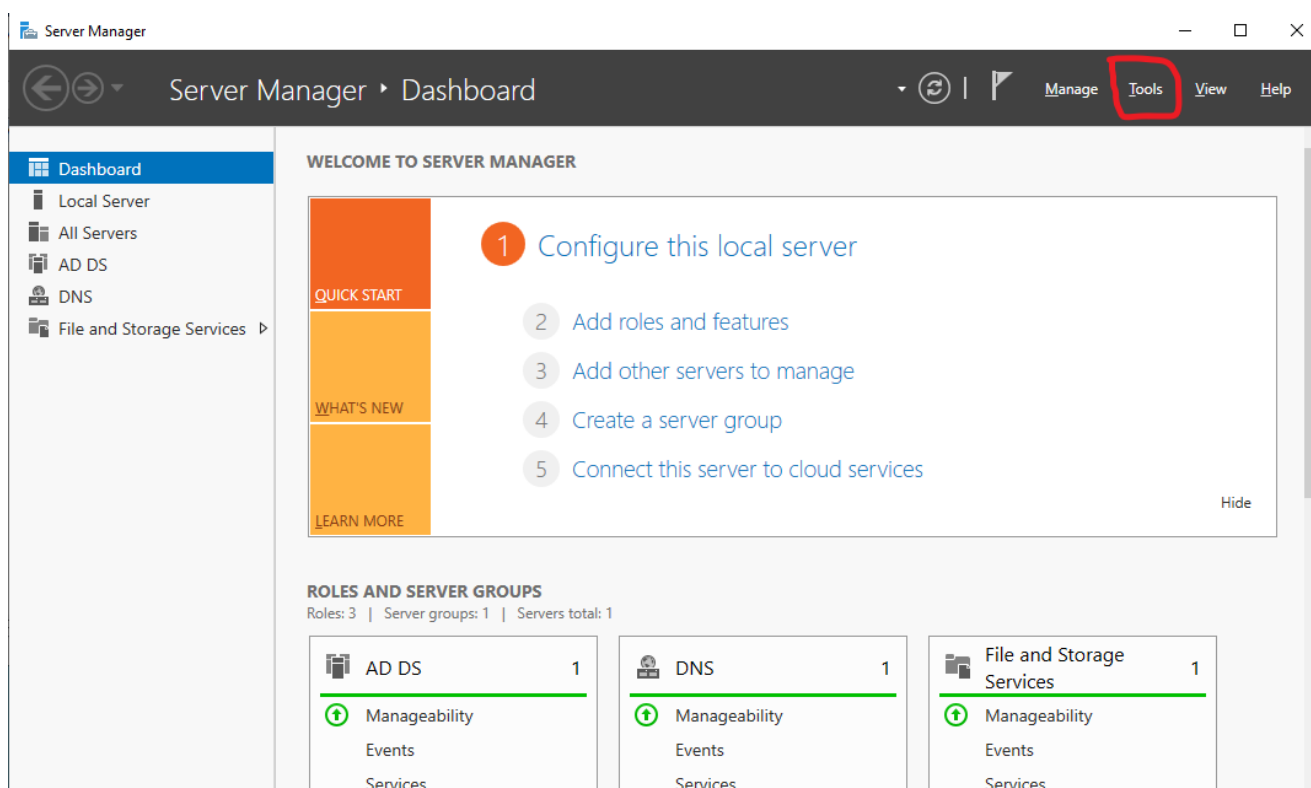 Server Manager
Server Manager ‣ Dashboard
Manage Tools View Help
Dashboard
Local Server
All Servers
AD DS
DNS
File and Storage Services
WELCOME TO SERVER MANAGER
QUICK START
WHAT'S NEW
LEARN MORE
1 Configure this local server
2 Add roles and features
3 Add other servers to manage
4 Create a server group
5 Connect this server to cloud services
Hide
ROLES AND SERVER GROUPS
Roles: 3 | Server groups: 1 | Servers total: 1
AD DS 1
Manageability
Events
Services
DNS 1
Manageability
Events
Services
File and Storage
Services 1
Manageability
Events
Services